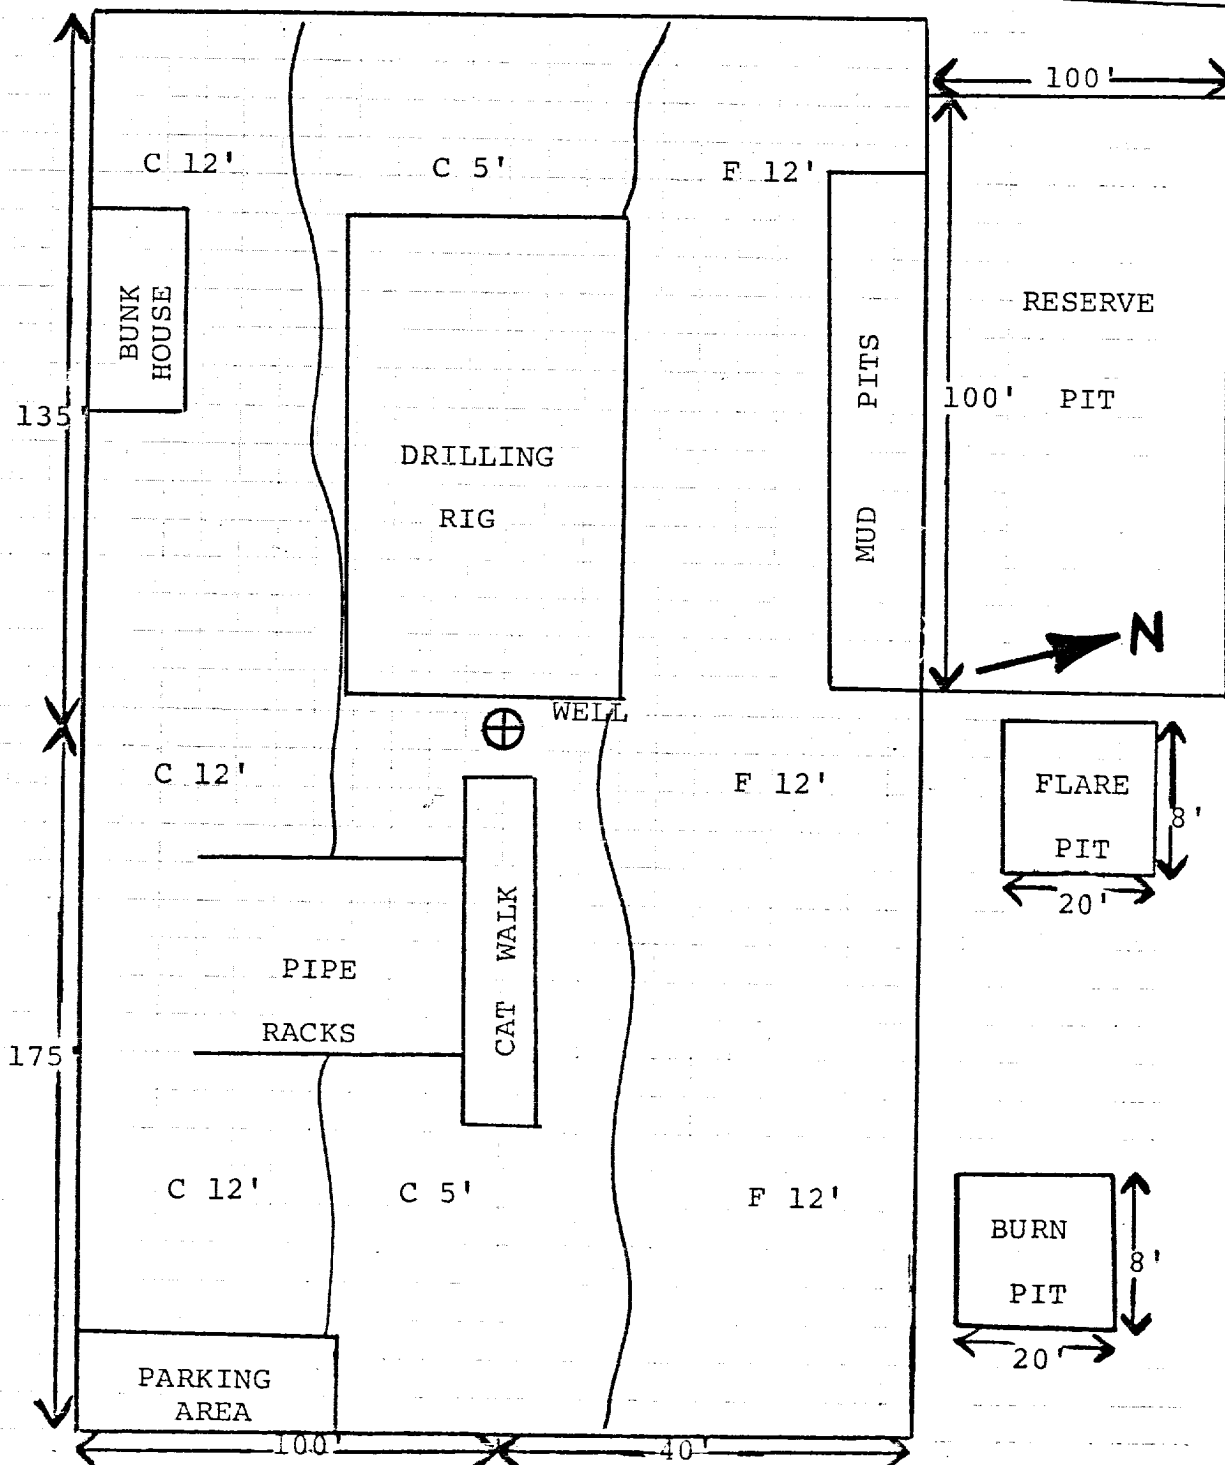 100'
C 12'
C 5'
F 12'
BUNK
HOUSE
RESERVE
PIT
MUD PITS
100'
135'
DRILLING
RIG
N
WELL
C 12'
F 12'
FLARE
PIT
8'
20'
PIPE
RACKS
CAT WALK
175'
C 12'
C 5'
F 12'
BURN
PIT
8'
20'
PARKING
AREA
100'
40'